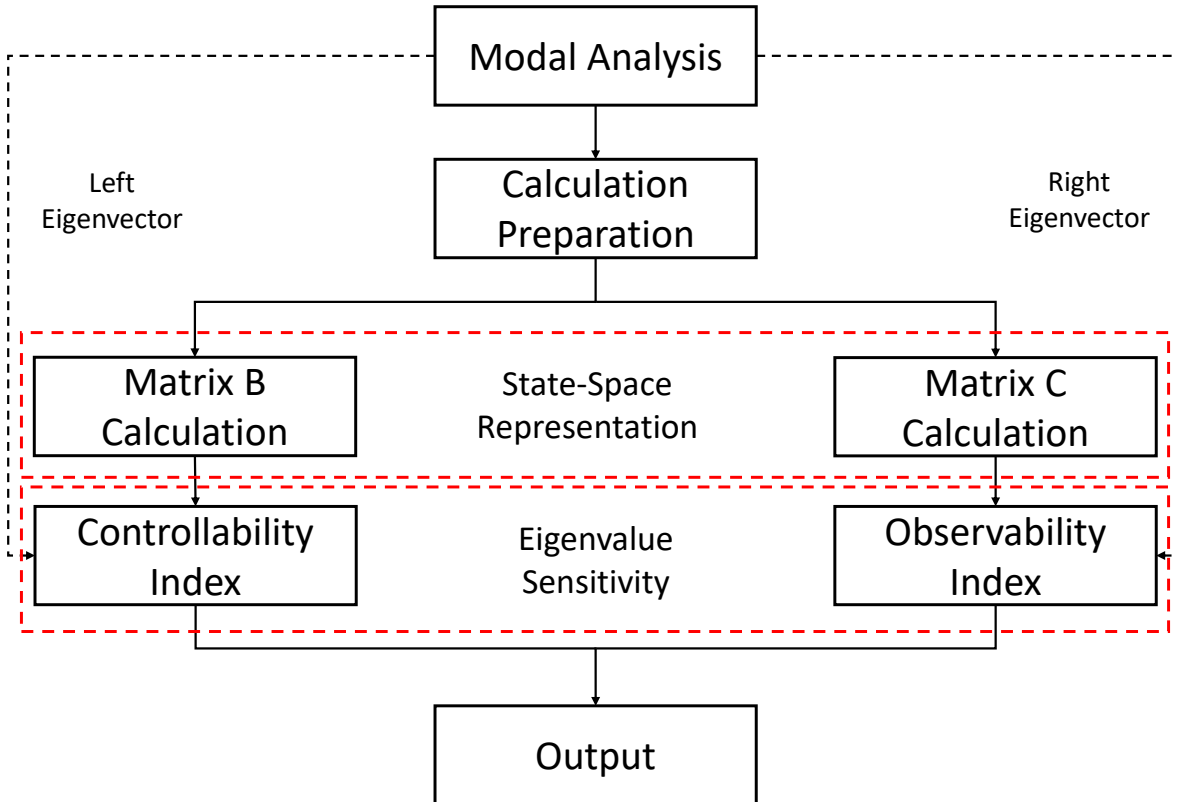 Modal Analysis
Left
Eigenvector
Calculation
Preparation
Right
Eigenvector
Matrix B
Calculation
State-Space
Representation
Matrix C
Calculation
Controllability
Index
Eigenvalue
Sensitivity
Observability
Index
Output